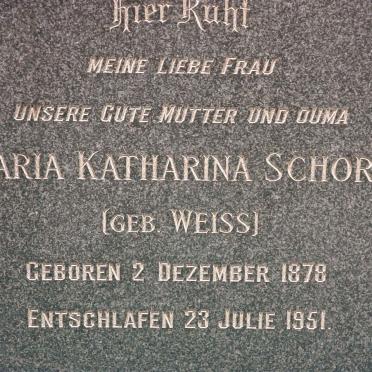 Hier Ruht
MEINE LIEBE FRAU
UNSERE GUTE MUTTER UND OUMA
ARIA KATHARINA SCHOR
(GEB. WEISS)
GEBOREN 2 DEZEMBER 1878
ENTSCHLAFEN 23 JULIE 1951.